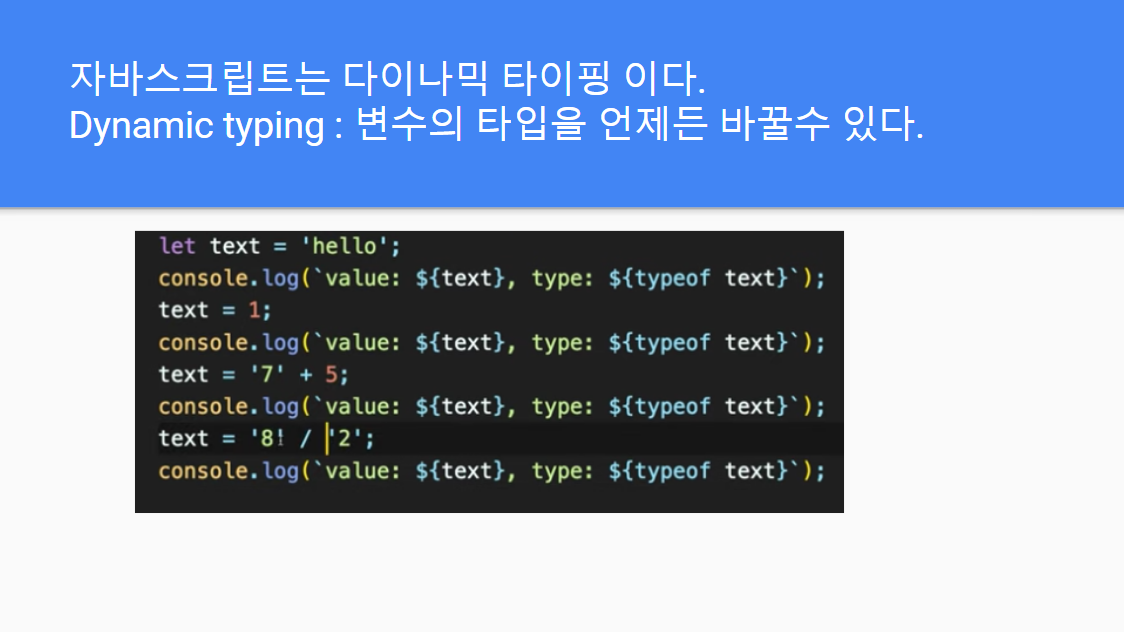 자바스크립트는 다이나믹 타이핑 이다.
Dynamic typing : 변수의 타입을 언제든 바꿀수 있다.
let text = 'hello';
console.log(`value: ${text}, type: ${typeof text}`);
text = 1;
console.log(`value: ${text}, type: ${typeof text}`);
text = '7' + 5;
console.log(`value: ${text}, type: ${typeof text}`);
text = '8' / '2';
console.log(`value: ${text}, type: ${typeof text}`);